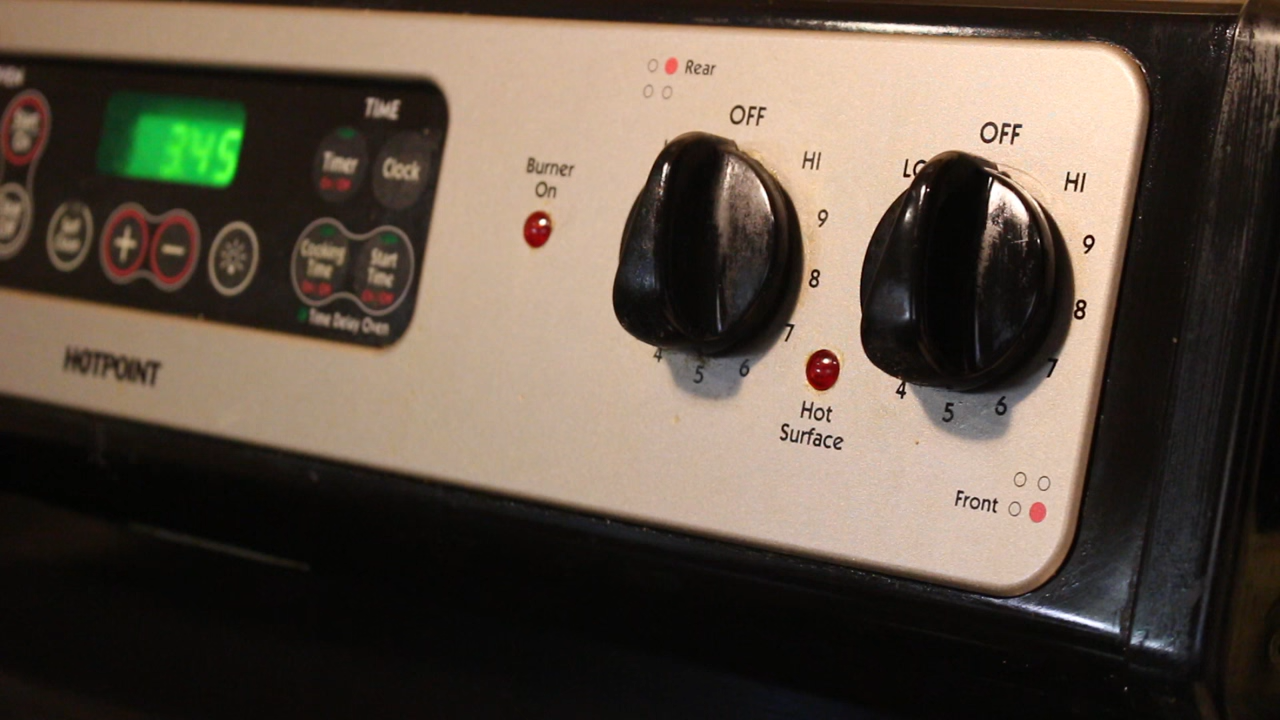 3:45
TIME
Timer
On/Off
Clock
+
−
Cooking
Time
On/Off
Start
Time
On/Off
Time Delay Oven
HOTPOINT
Burner
On
Rear
OFF
HI
9
8
7
6
5
4
Hot
Surface
OFF
HI
9
8
7
6
5
4
Front